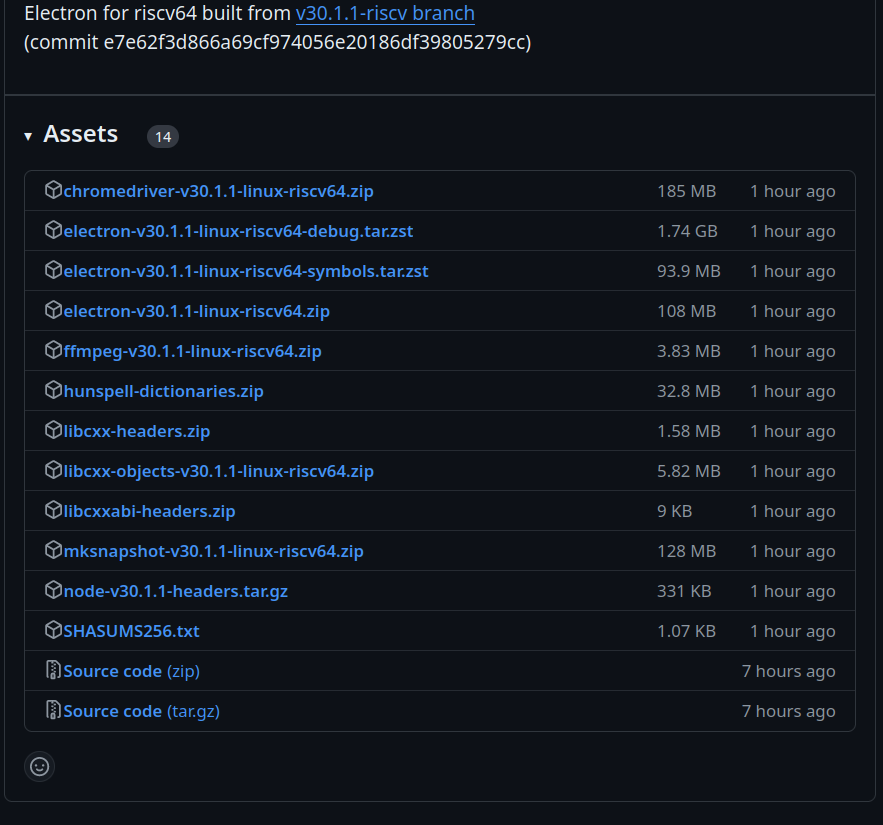 Electron for riscv64 built from v30.1.1-riscv branch
(commit e7e62f3d866a69cf974056e20186df39805279cc)
Assets 14
chromedriver-v30.1.1-linux-riscv64.zip 185 MB 1 hour ago
electron-v30.1.1-linux-riscv64-debug.tar.zst 1.74 GB 1 hour ago
electron-v30.1.1-linux-riscv64-symbols.tar.zst 93.9 MB 1 hour ago
electron-v30.1.1-linux-riscv64.zip 108 MB 1 hour ago
ffmpeg-v30.1.1-linux-riscv64.zip 3.83 MB 1 hour ago
hunspell-dictionaries.zip 32.8 MB 1 hour ago
libcxx-headers.zip 1.58 MB 1 hour ago
libcxx-objects-v30.1.1-linux-riscv64.zip 5.82 MB 1 hour ago
libcxxabi-headers.zip 9 KB 1 hour ago
mksnapshot-v30.1.1-linux-riscv64.zip 128 MB 1 hour ago
node-v30.1.1-headers.tar.gz 331 KB 1 hour ago
SHASUMS256.txt 1.07 KB 1 hour ago
Source code (zip) 7 hours ago
Source code (tar.gz) 7 hours ago